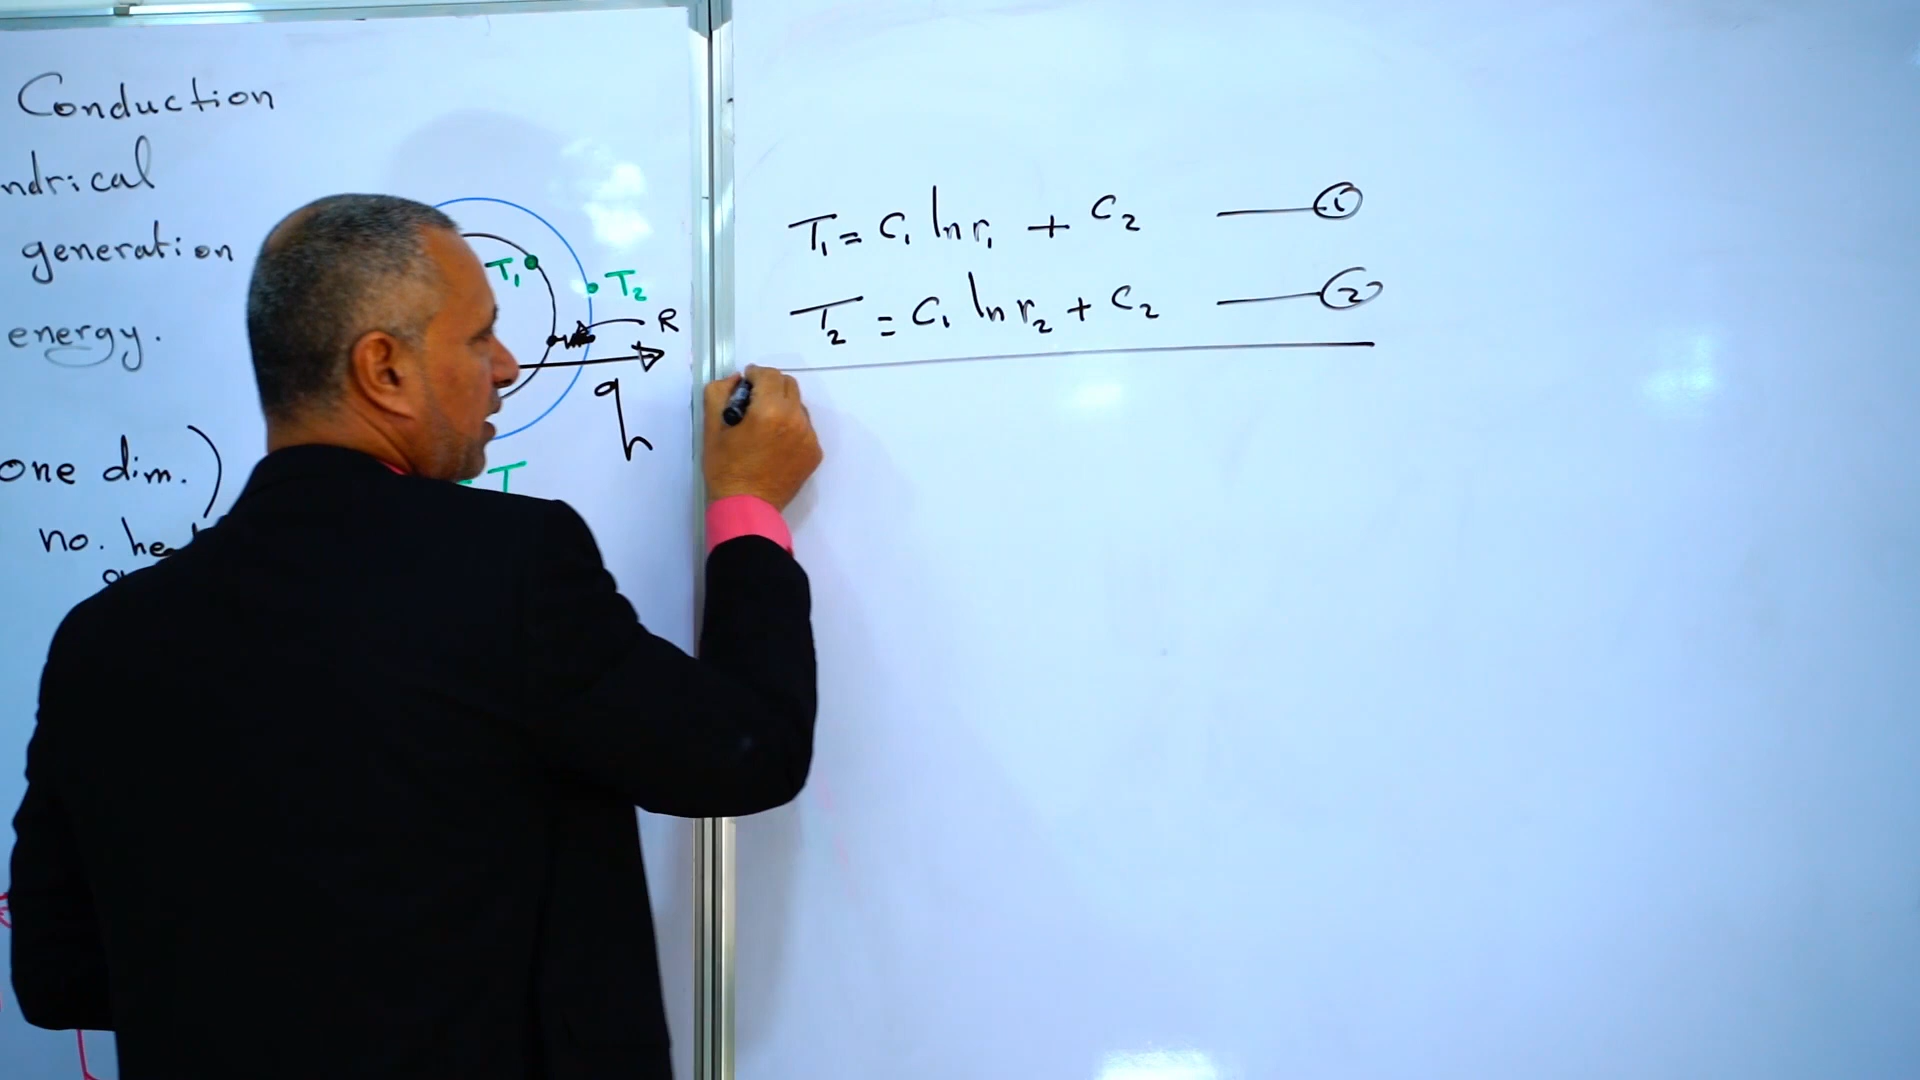 Conduction
ndrical
generation
energy.
one dim.)
no.
T₁
T₂
R
q
h
T
T₁ = C₁ ln r₁ + C₂ —— ①
T₂ = C₁ ln r₂ + C₂ —— ②